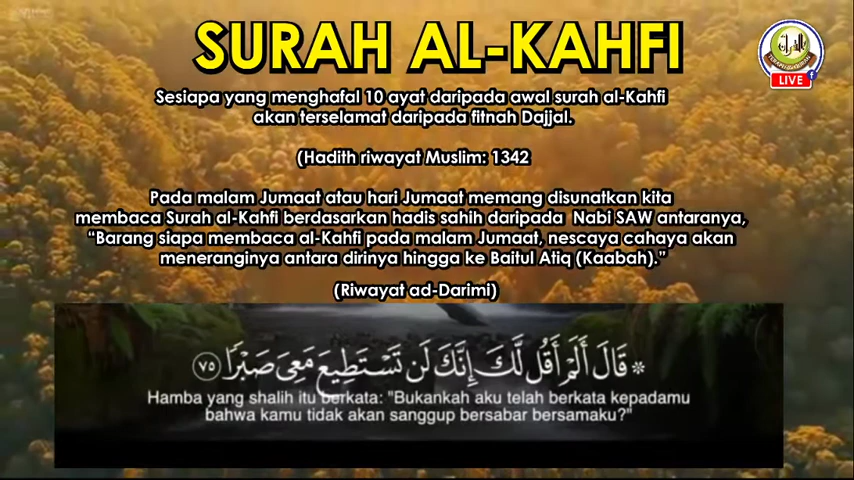 SURAH AL-KAHFI
LIVE
Sesiapa yang menghafal 10 ayat daripada awal surah al-Kahfi
akan terselamat daripada fitnah Dajjal.
(Hadith riwayat Muslim: 1342
Pada malam Jumaat atau hari Jumaat memang disunatkan kita
membaca Surah al-Kahfi berdasarkan hadis sahih daripada  Nabi SAW antaranya,
“Barang siapa membaca al-Kahfi pada malam Jumaat, nescaya cahaya akan
meneranginya antara dirinya hingga ke Baitul Atiq (Kaabah).”
(Riwayat ad-Darimi)
۞ قَالَ أَلَمْ أَقُل لَّكَ إِنَّكَ لَن تَسْتَطِيعَ مَعِىَ صَبْرًا ٧٥
Hamba yang shalih itu berkata: "Bukankah aku telah berkata kepadamu
bahwa kamu tidak akan sanggup bersabar bersamaku?"